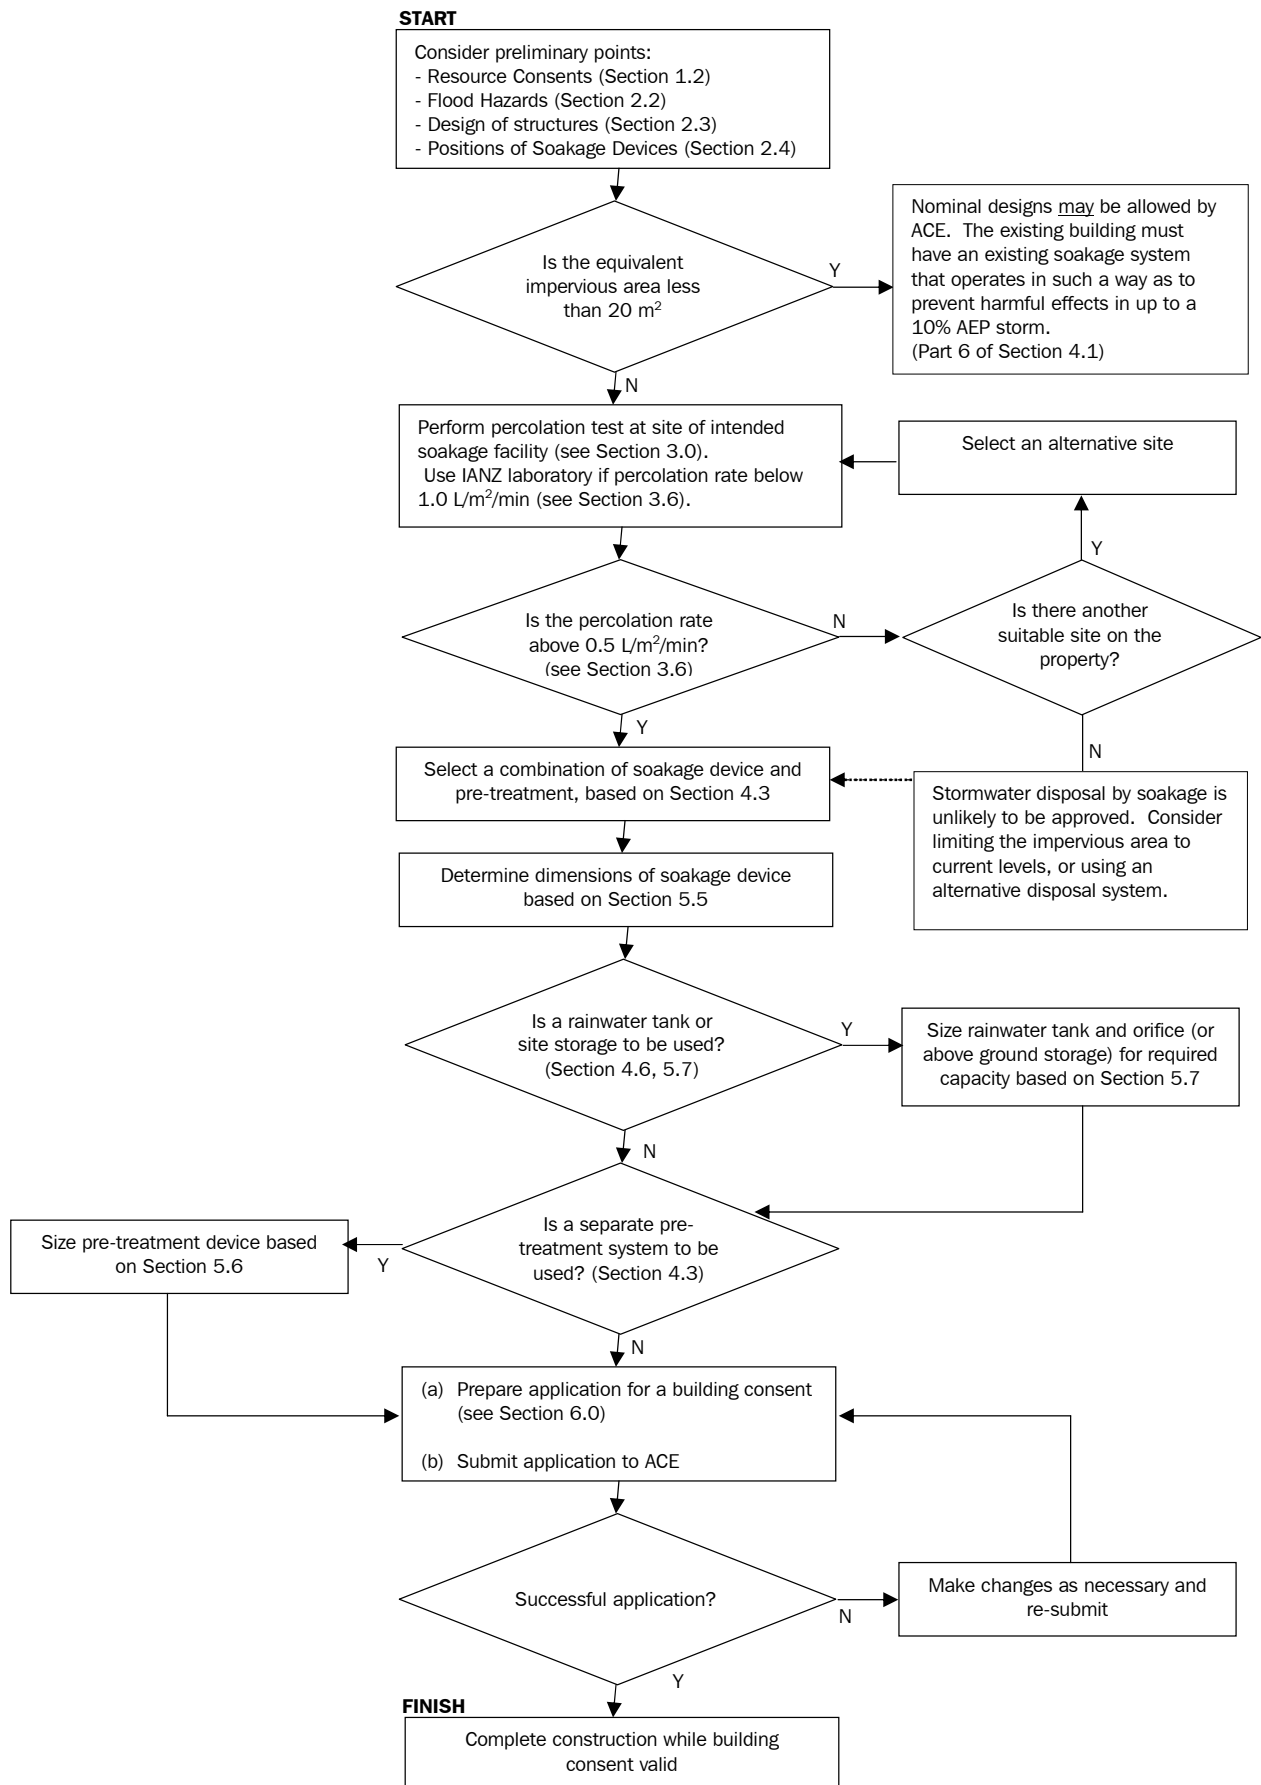 START
Consider preliminary points:
- Resource Consents (Section 1.2)
- Flood Hazards (Section 2.2)
- Design of structures (Section 2.3)
- Positions of Soakage Devices (Section 2.4)
Is the equivalent
impervious area less
than 20 m²
Y
Nominal designs may be allowed by
ACE.  The existing building must
have an existing soakage system
that operates in such a way as to
prevent harmful effects in up to a
10% AEP storm.
(Part 6 of Section 4.1)
N
Perform percolation test at site of intended
soakage facility (see Section 3.0).
Use IANZ laboratory if percolation rate below
1.0 L/m²/min (see Section 3.6).
Select an alternative site
Y
Is the percolation rate
above 0.5 L/m²/min?
(see Section 3.6)
N
Is there another
suitable site on the
property?
Y
N
Select a combination of soakage device and
pre-treatment, based on Section 4.3
Stormwater disposal by soakage is
unlikely to be approved.  Consider
limiting the impervious area to
current levels, or using an
alternative disposal system.
Determine dimensions of soakage device
based on Section 5.5
Is a rainwater tank or
site storage to be used?
(Section 4.6, 5.7)
Y
Size rainwater tank and orifice (or
above ground storage) for required
capacity based on Section 5.7
N
Is a separate pre-
treatment system to be
used? (Section 4.3)
Y
Size pre-treatment device based
on Section 5.6
N
(a) Prepare application for a building consent
(see Section 6.0)
(b) Submit application to ACE
Successful application?
N
Make changes as necessary and
re-submit
Y
FINISH
Complete construction while building
consent valid